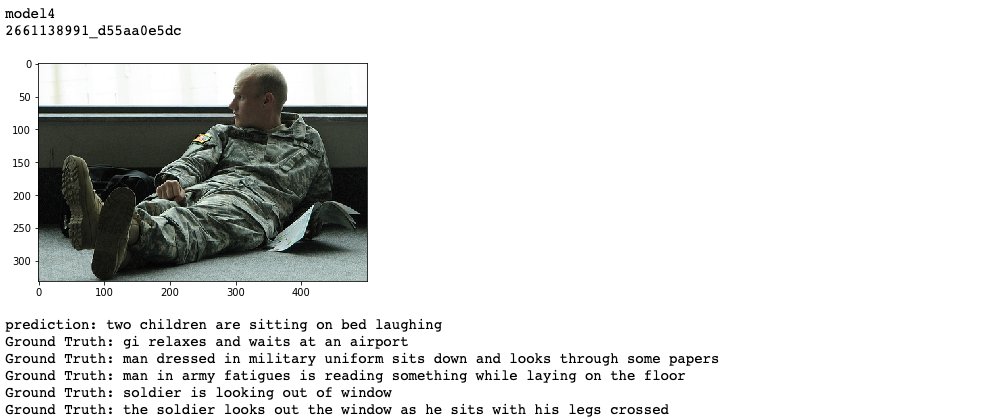 model4
2661138991_d55aa0e5dc
0
50
100
150
200
250
300
0 100 200 300 400
prediction: two children are sitting on bed laughing
Ground Truth: gi relaxes and waits at an airport
Ground Truth: man dressed in military uniform sits down and looks through some papers
Ground Truth: man in army fatigues is reading something while laying on the floor
Ground Truth: soldier is looking out of window
Ground Truth: the soldier looks out the window as he sits with his legs crossed